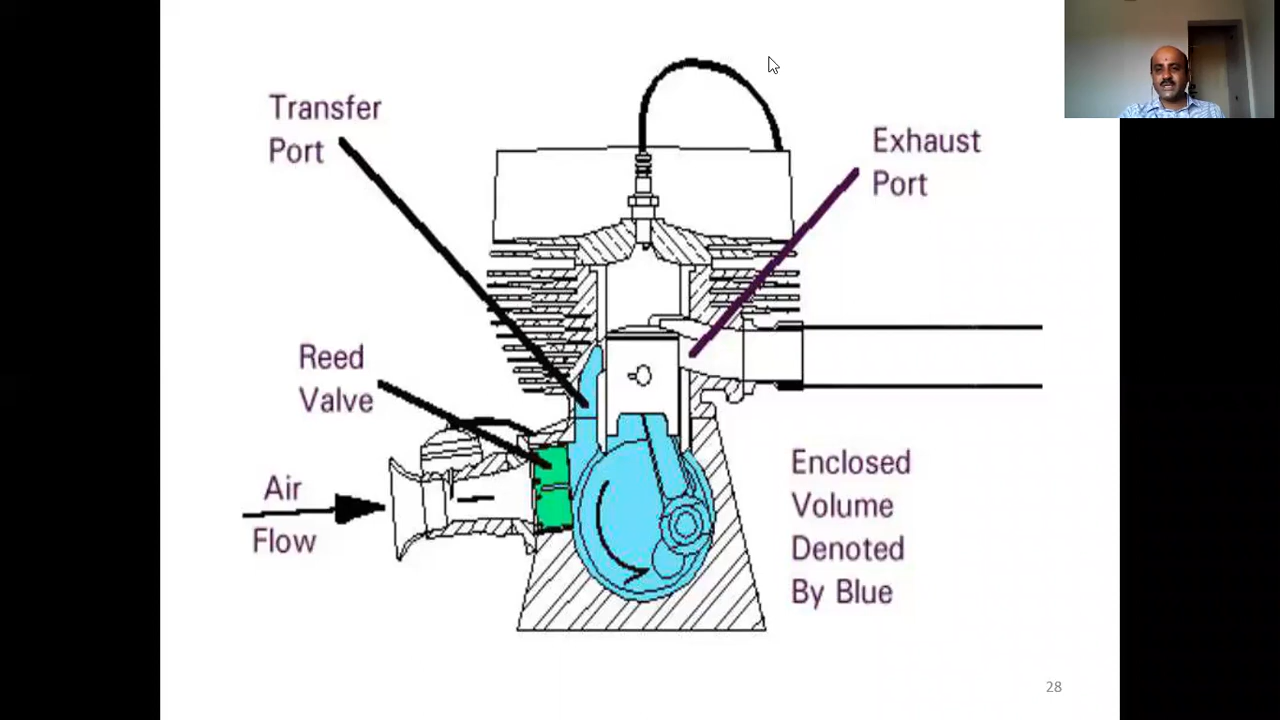 Transfer
Port
Exhaust
Port
Reed
Valve
Air
Flow
Enclosed
Volume
Denoted
By Blue
28